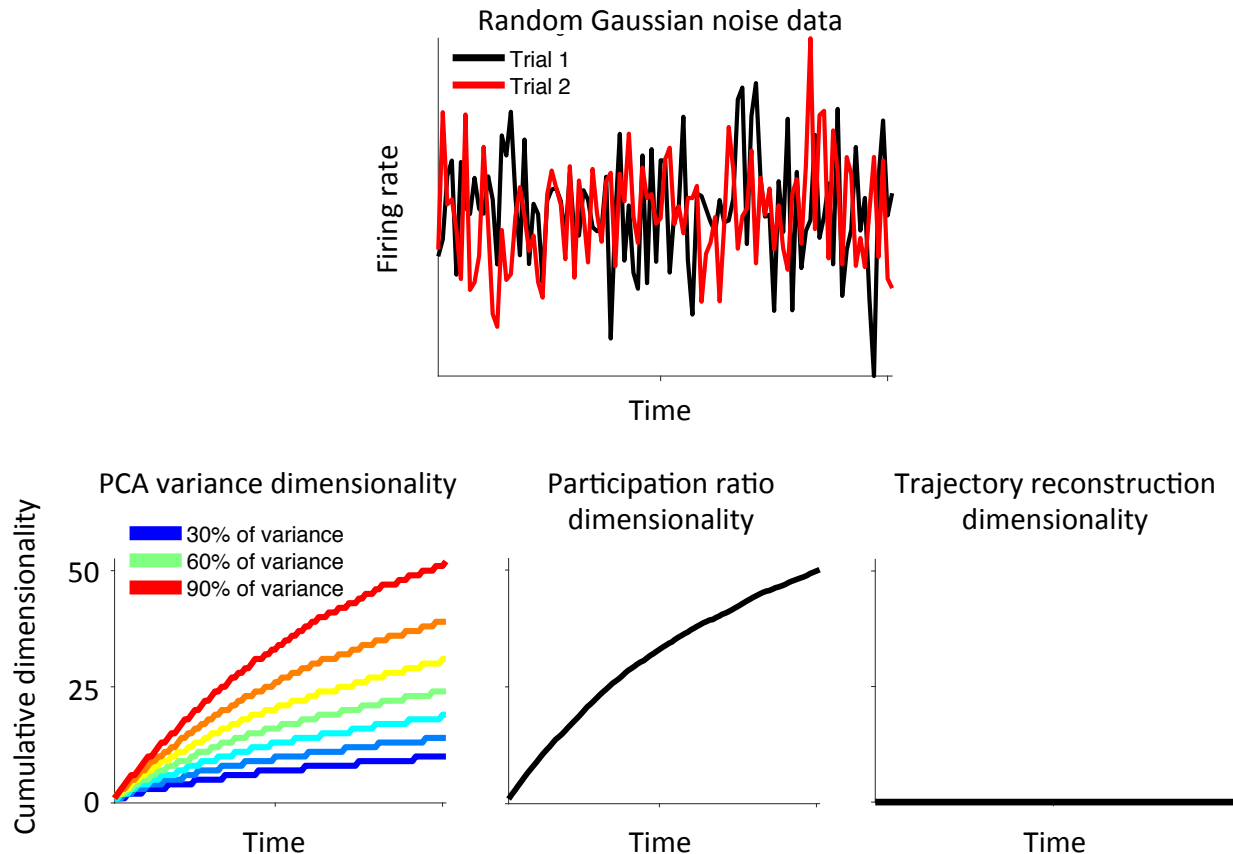 Random Gaussian noise data
Trial 1
Trial 2
Firing rate
Time
PCA variance dimensionality
Participation ratio
dimensionality
Trajectory reconstruction
dimensionality
30% of variance
60% of variance
90% of variance
Cumulative dimensionality
50
25
0
Time
Time
Time